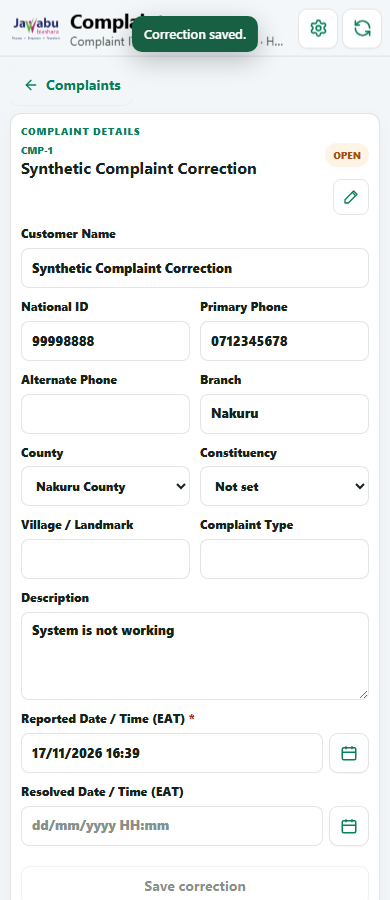 Jawabu
biashara
Complai
Complaint I
H...
Correction saved.
← Complaints
COMPLAINT DETAILS
CMP-1
OPEN
Synthetic Complaint Correction
Customer Name
Synthetic Complaint Correction
National ID
Primary Phone
99998888
0712345678
Alternate Phone
Branch
Nakuru
County
Constituency
Nakuru County
Not set
Village / Landmark
Complaint Type
Description
System is not working
Reported Date / Time (EAT) *
17/11/2026 16:39
Resolved Date / Time (EAT)
dd/mm/yyyy HH:mm
Save correction